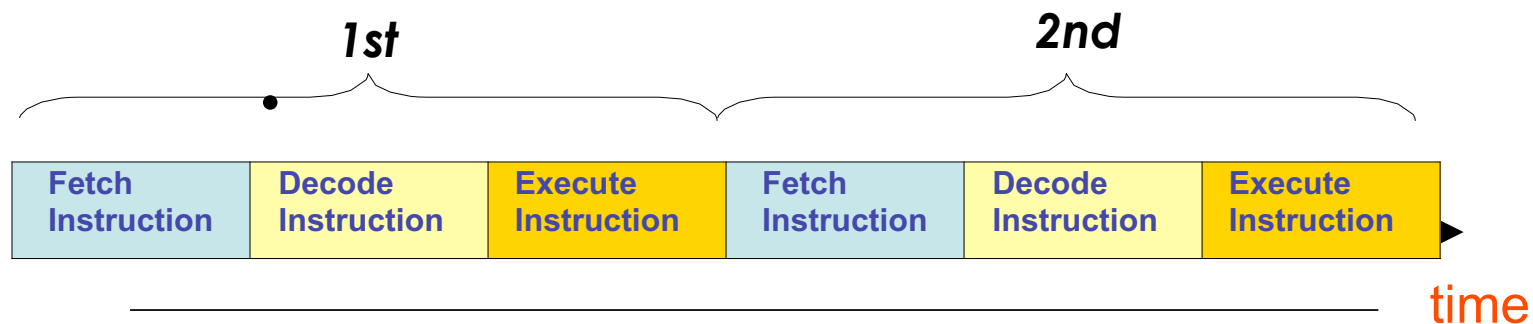 1st 2nd
Fetch Decode Execute Fetch Decode Execute
Instruction Instruction Instruction Instruction Instruction Instruction
time